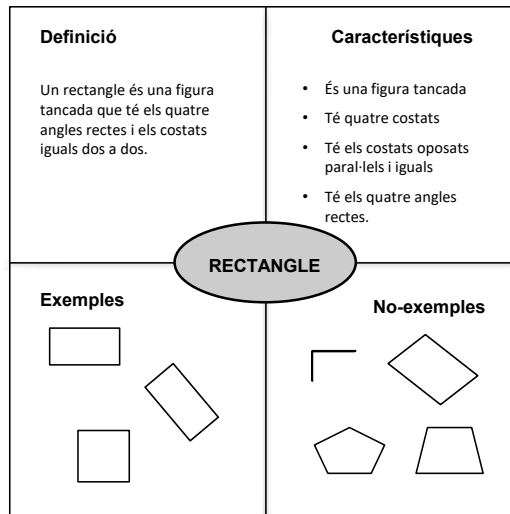 Definició
Un rectangle és una figura
tancada que té els quatre
angles rectes i els costats
iguals dos a dos.
Característiques
• És una figura tancada
• Té quatre costats
• Té els costats oposats
paral·lels i iguals
• Té els quatre angles
rectes.
RECTANGLE
Exemples
No-exemples